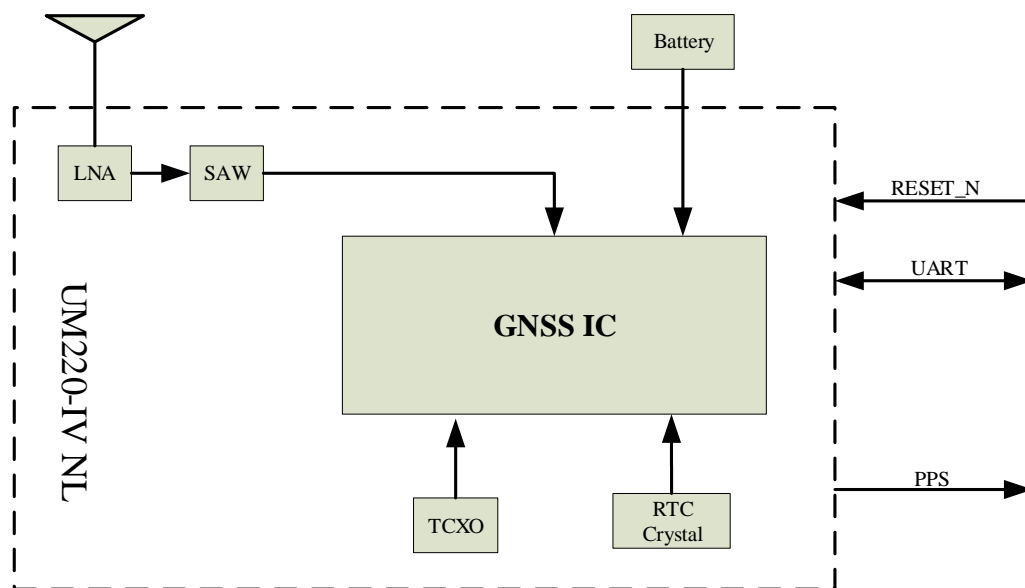 Battery
LNA
SAW
RESET_N
UART
GNSS IC
UM220-IV NL
PPS
TCXO
RTC
Crystal